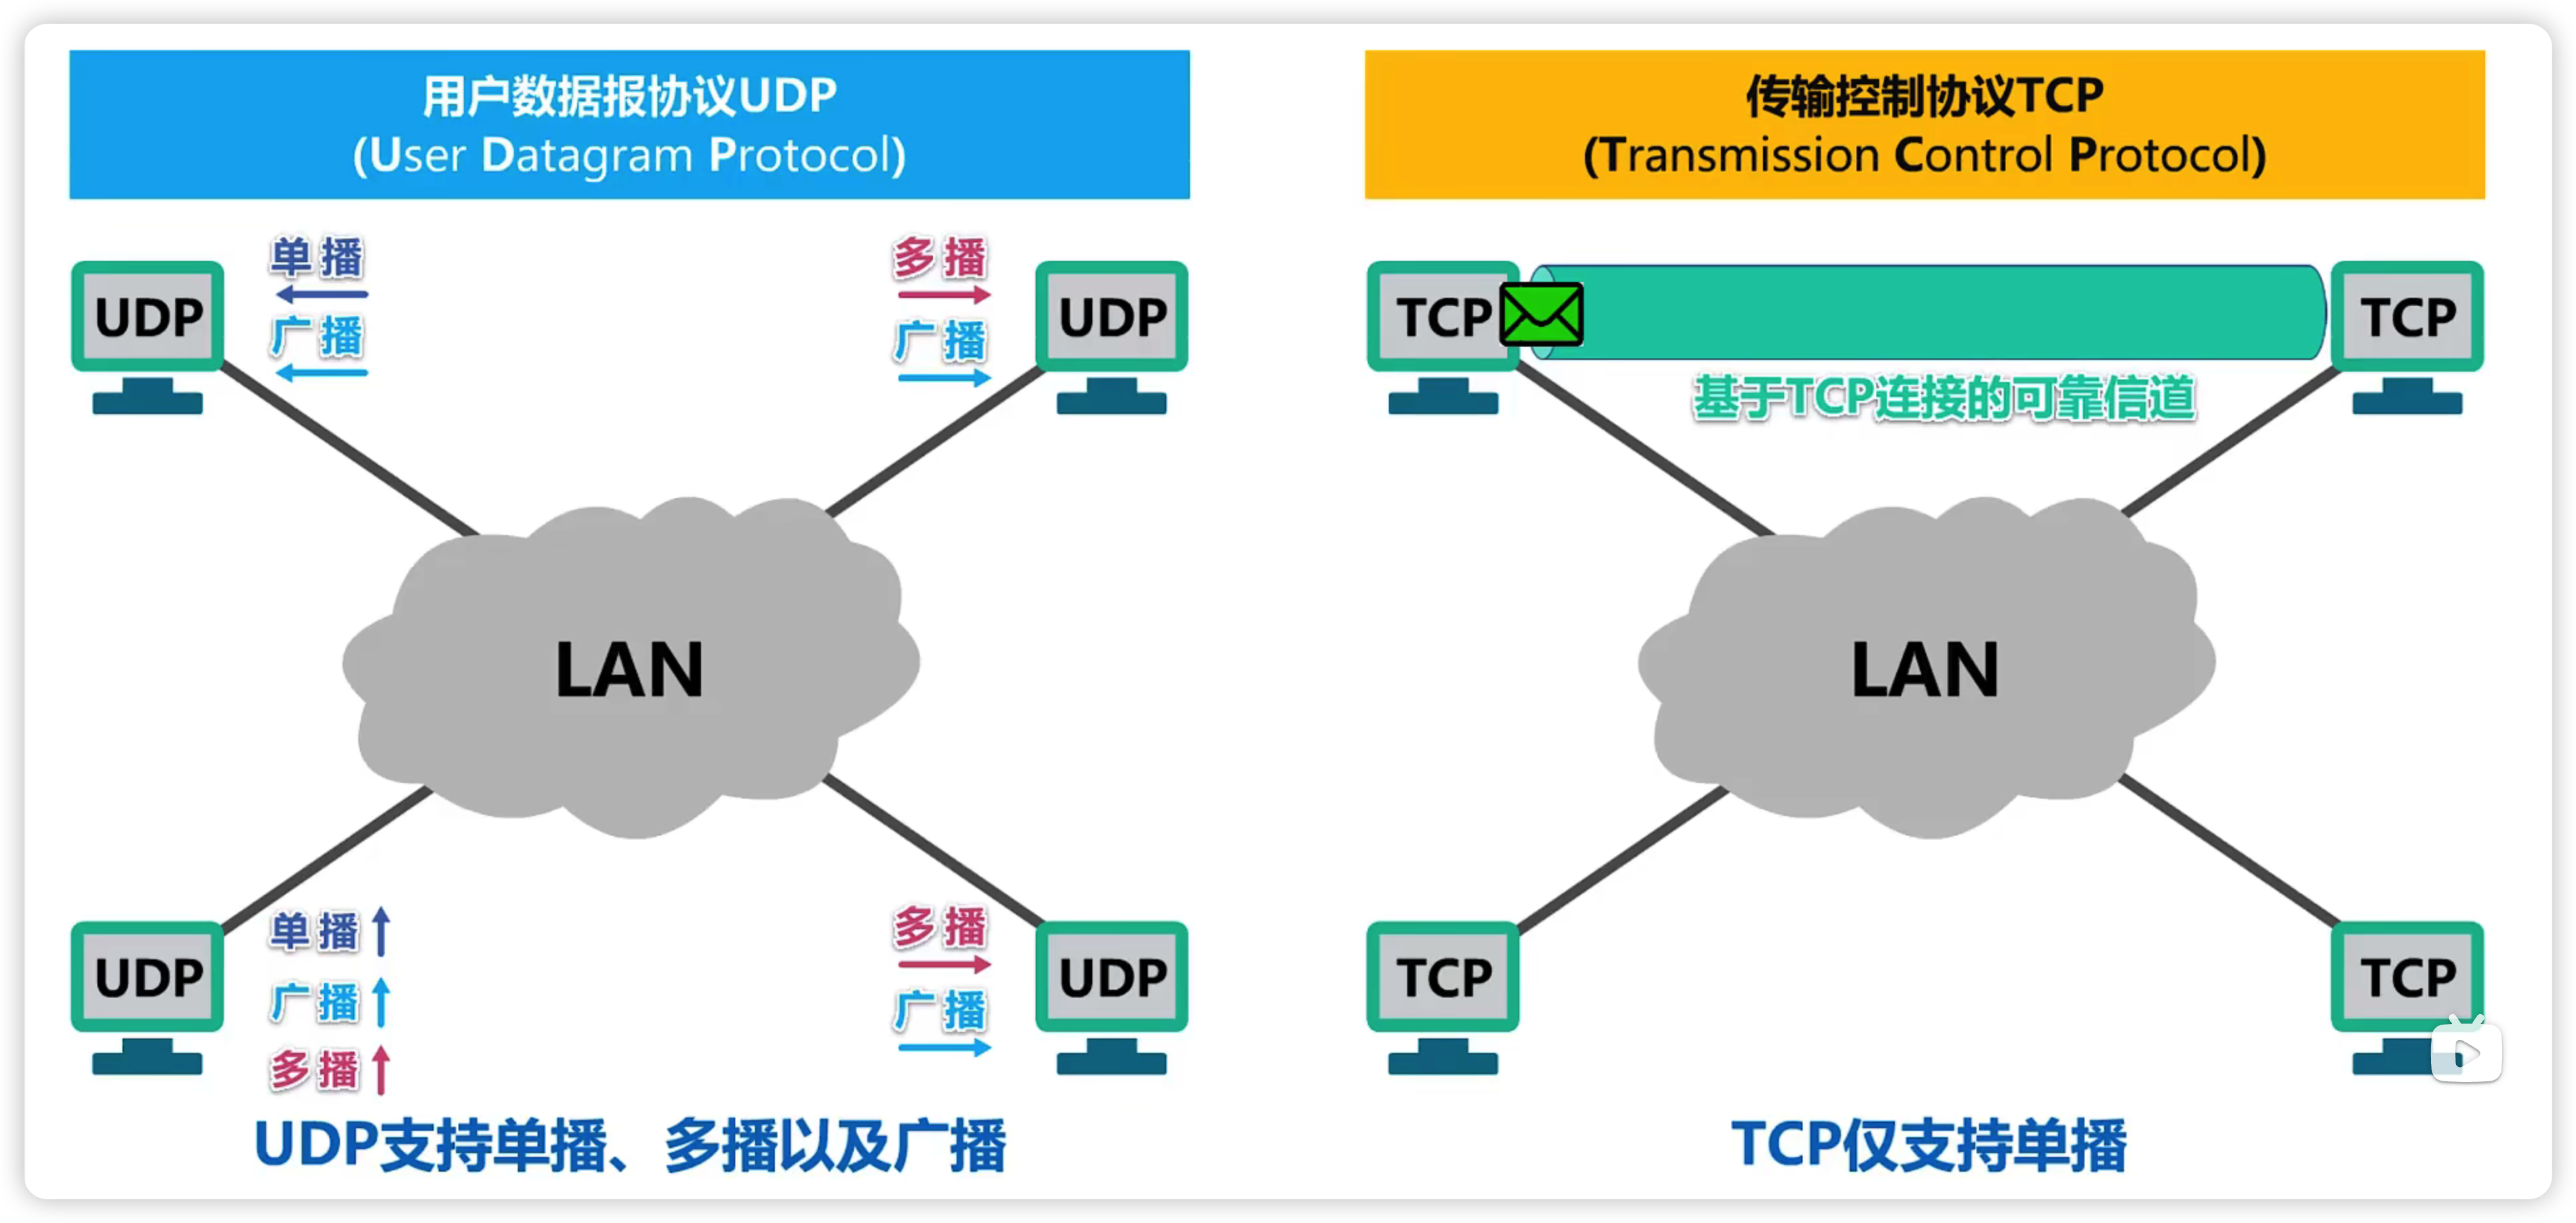 用户数据报协议UDP
(User Datagram Protocol)
单播
广播
UDP
多播
广播
UDP
LAN
UDP
单播
广播
多播
多播
广播
UDP
UDP支持单播、多播以及广播
传输控制协议TCP
(Transmission Control Protocol)
TCP
TCP
基于TCP连接的可靠信道
LAN
TCP
TCP
TCP仅支持单播